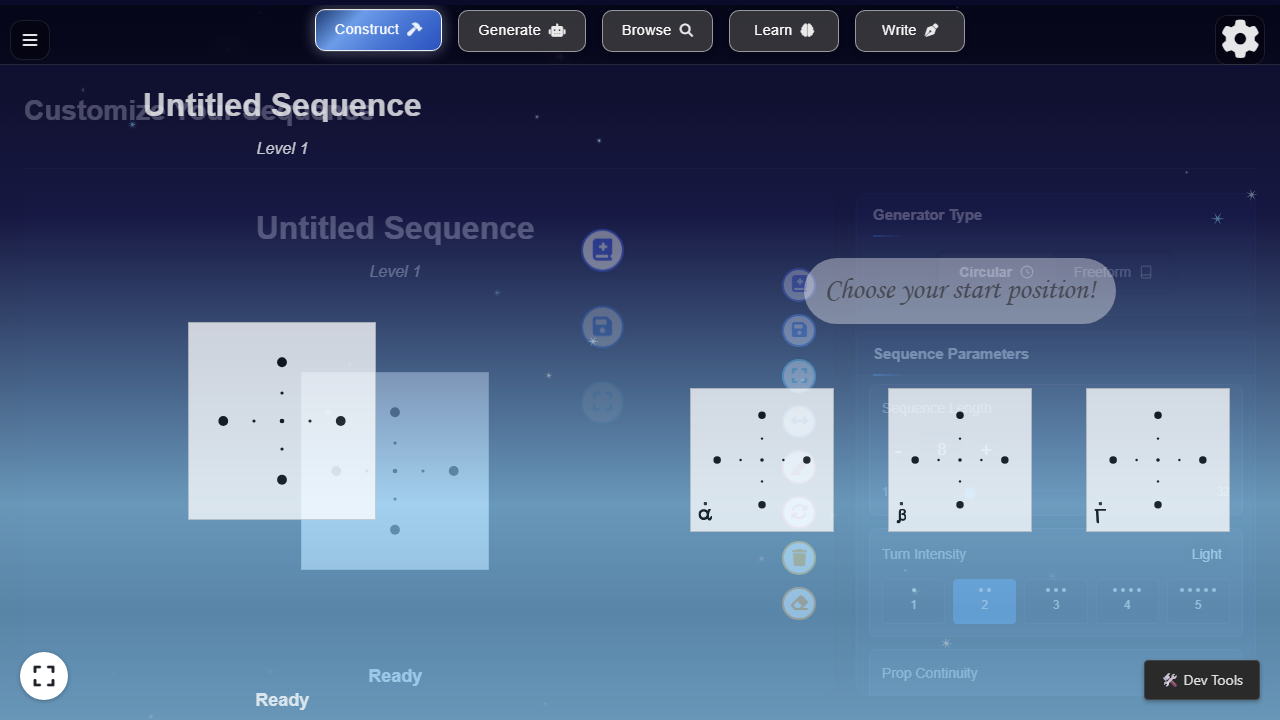 Construct
Generate
Browse
Learn
Write
Customize Your Sequence
Untitled Sequence
Level 1
Untitled Sequence
Level 1
Generator Type
Circular
Freeform
Choose your start position!
Sequence Parameters
Sequence Length
- 8 +
1 32
α
β
Γ
Turn Intensity Light
1 2 3 4 5
Prop Continuity
Ready
Ready
Dev Tools